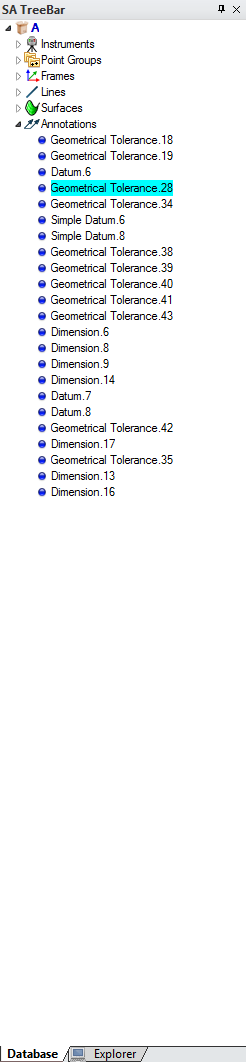 SA TreeBar
A
Instruments
Point Groups
Frames
Lines
Surfaces
Annotations
Geometrical Tolerance.18
Geometrical Tolerance.19
Datum.6
Geometrical Tolerance.28
Geometrical Tolerance.34
Simple Datum.6
Simple Datum.8
Geometrical Tolerance.38
Geometrical Tolerance.39
Geometrical Tolerance.40
Geometrical Tolerance.41
Geometrical Tolerance.43
Dimension.6
Dimension.8
Dimension.9
Dimension.14
Datum.7
Datum.8
Geometrical Tolerance.42
Dimension.17
Geometrical Tolerance.35
Dimension.13
Dimension.16
Database Explorer